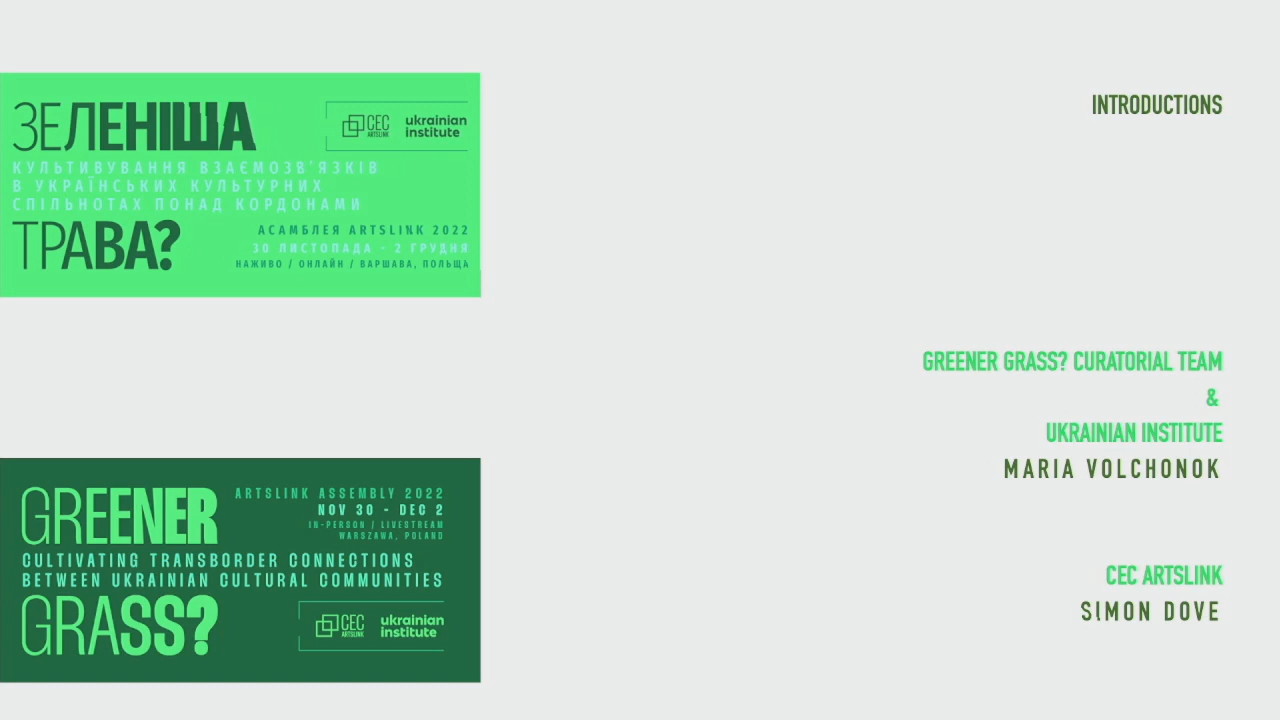 ЗЕЛЕНІША
CEC
ARTSLINK
ukrainian
institute
КУЛЬТИВУВАННЯ ВЗАЄМОЗВ'ЯЗКІВ
В УКРАЇНСЬКИХ КУЛЬТУРНИХ
СПІЛЬНОТАХ ПОНАД КОРДОНАМИ
ТРАВА?
АСАМБЛЕЯ ARTSLINK 2022
30 ЛИСТОПАДА - 2 ГРУДНЯ
НАЖИВО / ОНЛАЙН / ВАРШАВА, ПОЛЬЩА
GREENER
ARTSLINK ASSEMBLY 2022
NOV 30 - DEC 2
IN-PERSON / LIVESTREAM
WARSZAWA, POLAND
CULTIVATING TRANSBORDER CONNECTIONS
BETWEEN UKRAINIAN CULTURAL COMMUNITIES
GRASS?
CEC
ARTSLINK
ukrainian
institute
INTRODUCTIONS
GREENER GRASS? CURATORIAL TEAM
&
UKRAINIAN INSTITUTE
MARIA VOLCHONOK
CEC ARTSLINK
SIMON DOVE